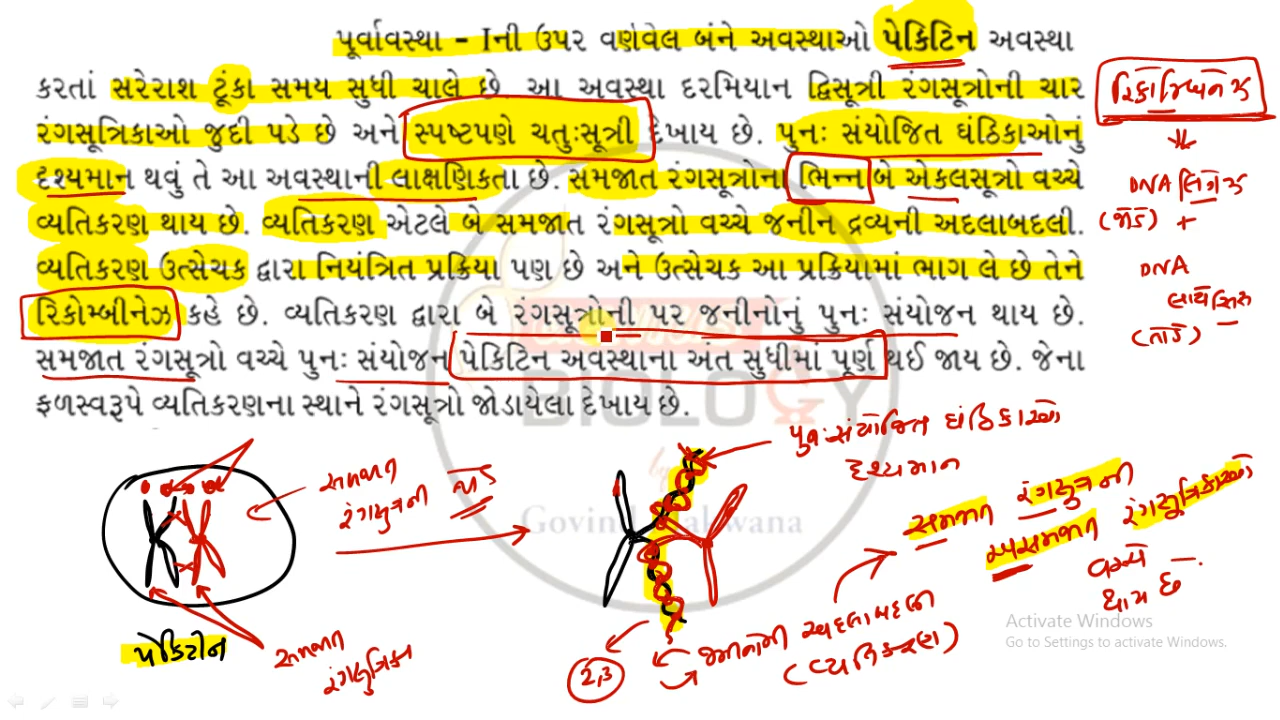 પૂર્વાવસ્થા – Iની ઉપર વર્ણવેલ બંને અવસ્થાઓ પેકિટિન અવસ્થા
કરતાં સરેરાશ ટૂંકા સમય સુધી ચાલે છે. આ અવસ્થા દરમિયાન દ્વિસૂત્રી રંગસૂત્રોની ચાર
રંગસૂત્રિકાઓ જુદી પડે છે અને સ્પષ્ટપણે ચતુઃસૂત્રી દેખાય છે. પુનઃ સંયોજિત ઘંઠિકાઓનું
દૃશ્યમાન થવું તે આ અવસ્થાની લાક્ષણિકતા છે. સમજાત રંગસૂત્રોના ભિન્ન બે એકલસૂત્રો વચ્ચે
વ્યતિકરણ થાય છે. વ્યતિકરણ એટલે બે સમજાત રંગસૂત્રો વચ્ચે જનીન દ્રવ્યની અદલાબદલી.
વ્યતિકરણ ઉત્સેચક દ્વારા નિયંત્રિત પ્રક્રિયા પણ છે અને ઉત્સેચક આ પ્રક્રિયામાં ભાગ લે છે તેને
રિકોમ્બીનેઝ કહે છે. વ્યતિકરણ દ્વારા બે રંગસૂત્રોની પર જનીનોનું પુનઃ સંયોજન થાય છે.
સમજાત રંગસૂત્રો વચ્ચે પુનઃ સંયોજન પેકિટિન અવસ્થાના અંત સુધીમાં પૂર્ણ થઈ જાય છે. જેના
ફળસ્વરૂપે વ્યતિકરણના સ્થાને રંગસૂત્રો જોડાયેલા દેખાય છે.
રિકોમ્બિનેઝ
DNA લિગેઝ
(જોડે) +
DNA
(તોડે)
BIOLOGY
by
પુનઃસંયોજિત ઘંઠિકાઓ
દૃશ્યમાન
સમજાત
રંગસૂત્રની જોડ
સમજાત રંગસૂત્રની
અસમજાત રંગસૂત્રિકાઓ
વચ્ચે
થાય છે.
પેકિટીન
સમજાત
રંગસૂત્રિકા
2,3
જનીનોની અદલાબદલી
(વ્યતિકરણ)
Activate Windows
Go to Settings to activate Windows.